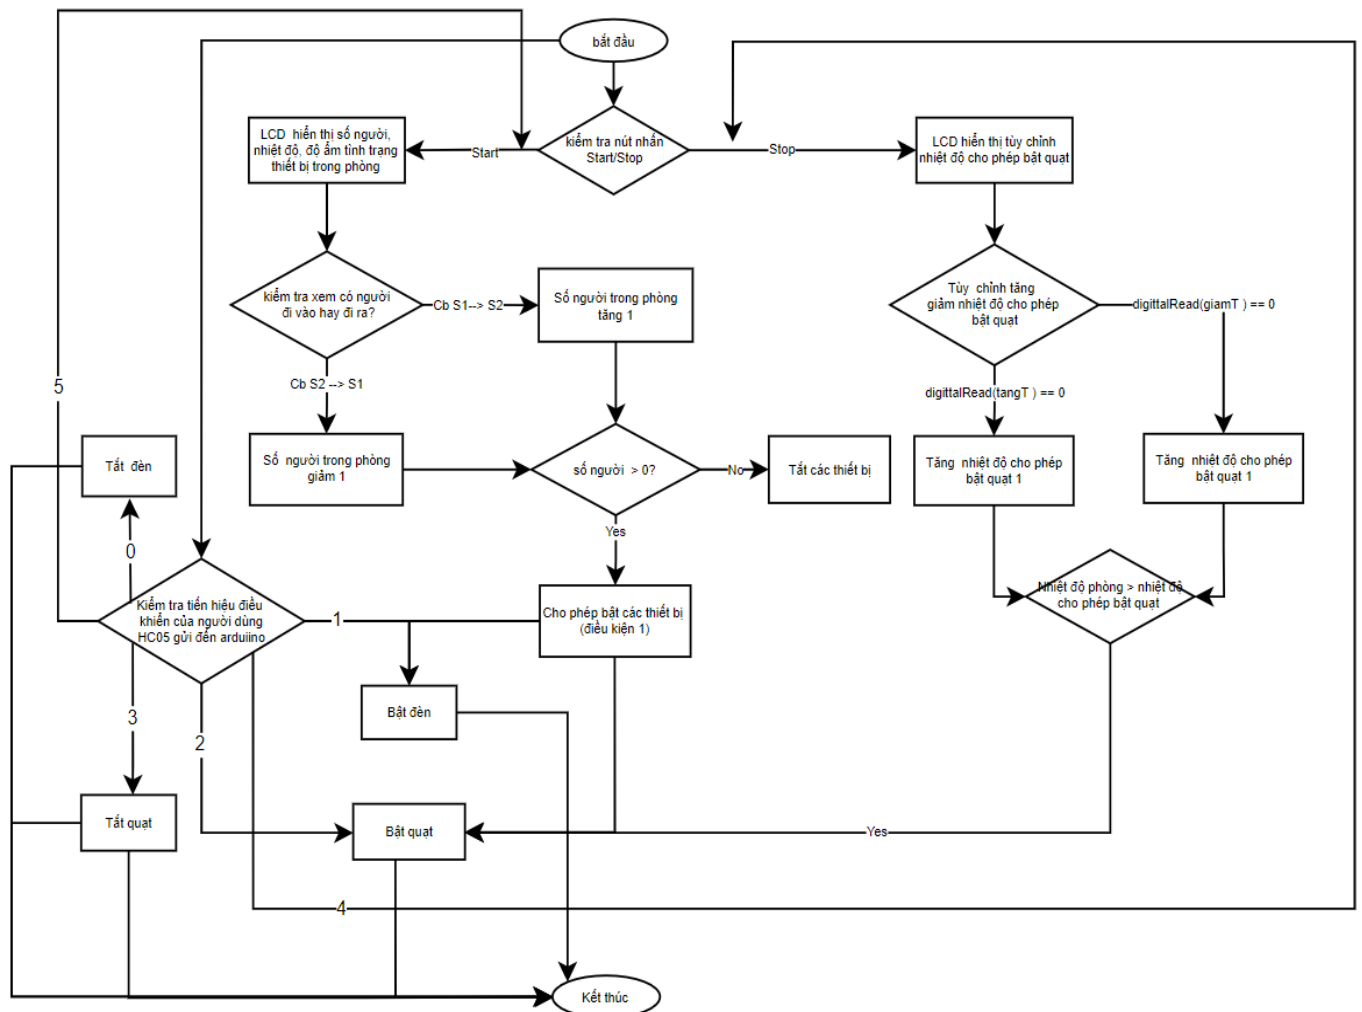 bắt đầu
LCD hiển thị số người,
nhiệt độ, độ ẩm tình trạng
thiết bị trong phòng
Start
kiểm tra nút nhấn
Start/Stop
Stop
LCD hiển thị tùy chỉnh
nhiệt độ cho phép bật quạt
kiểm tra xem có người
đi vào hay đi ra?
Cb S1--> S2
Số người trong phòng
tăng 1
Tùy chỉnh tăng
giảm nhiệt độ cho phép
bật quạt
digittalRead(giamT ) == 0
5
Cb S2 --> S1
digittalRead(tangT ) == 0
Tắt đèn
Số người trong phòng
giảm 1
số người > 0?
No
Tắt các thiết bị
Tăng nhiệt độ cho phép
bật quạt 1
Tăng nhiệt độ cho phép
bật quạt 1
0
Yes
Kiểm tra tiến hiệu điều
khiển của người dùng
HC05 gửi đến arduiino
1
Cho phép bật các thiết bị
(điều kiện 1)
Nhiệt độ phòng > nhiệt độ
cho phép bật quạt
3
2
Bật đèn
Tắt quạt
Bật quạt
Yes
4
Kết thúc